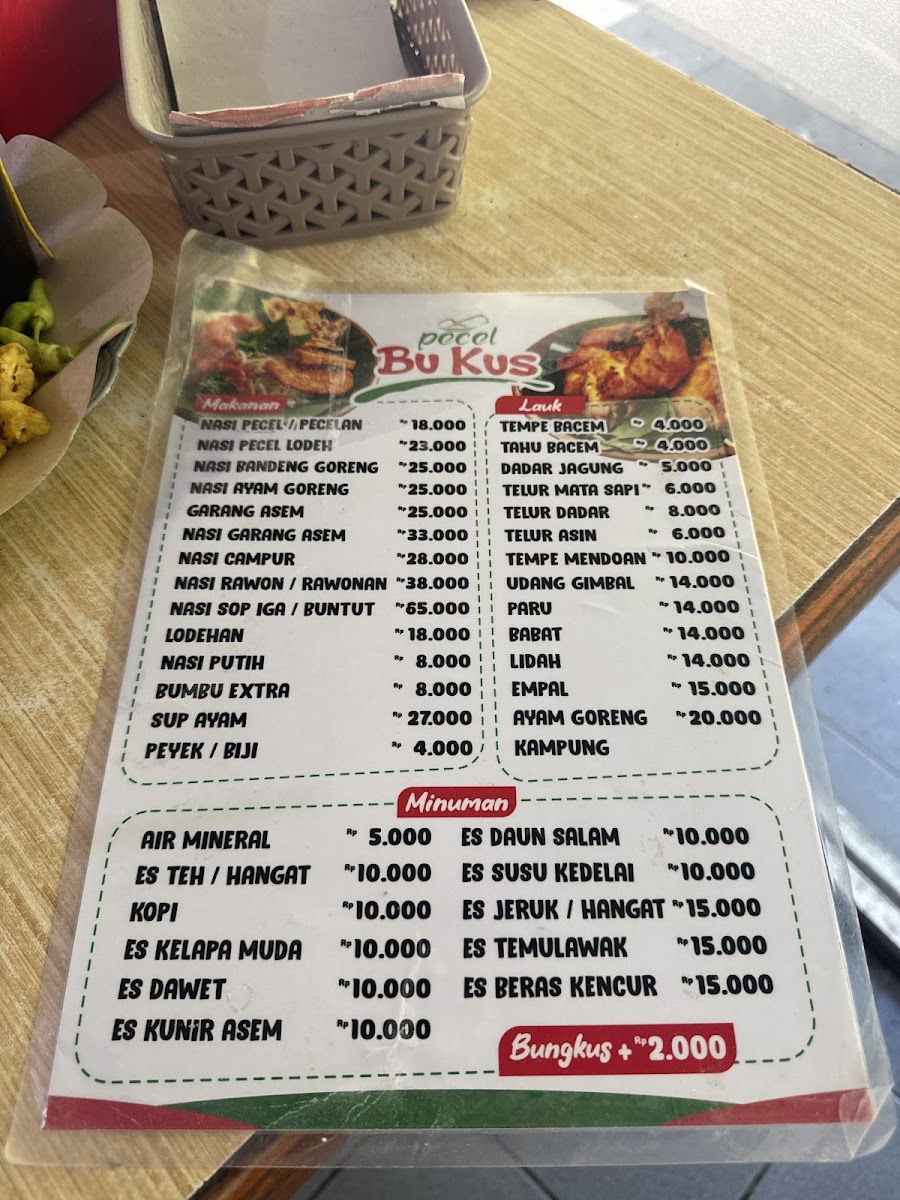 pecel
Bu Kus
Makanan
NASI PECEL / PECELAN Rp 18.000
NASI PECEL LODEH Rp 23.000
NASI BANDENG GORENG Rp 25.000
NASI AYAM GORENG Rp 25.000
GARANG ASEM Rp 25.000
NASI GARANG ASEM Rp 33.000
NASI CAMPUR Rp 28.000
NASI RAWON / RAWONAN Rp 38.000
NASI SOP IGA / BUNTUT Rp 65.000
LODEHAN Rp 18.000
NASI PUTIH Rp 8.000
BUMBU EXTRA Rp 8.000
SUP AYAM Rp 27.000
PEYEK / BIJI Rp 4.000
Lauk
TEMPE BACEM Rp 4.000
TAHU BACEM Rp 4.000
DADAR JAGUNG Rp 5.000
TELUR MATA SAPI Rp 6.000
TELUR DADAR Rp 8.000
TELUR ASIN Rp 6.000
TEMPE MENDOAN Rp 10.000
UDANG GIMBAL Rp 14.000
PARU Rp 14.000
BABAT Rp 14.000
LIDAH Rp 14.000
EMPAL Rp 15.000
AYAM GORENG Rp 20.000
KAMPUNG
Minuman
AIR MINERAL Rp 5.000
ES TEH / HANGAT Rp 10.000
KOPI Rp 10.000
ES KELAPA MUDA Rp 10.000
ES DAWET Rp 10.000
ES KUNIR ASEM Rp 10.000
ES DAUN SALAM Rp 10.000
ES SUSU KEDELAI Rp 10.000
ES JERUK / HANGAT Rp 15.000
ES TEMULAWAK Rp 15.000
ES BERAS KENCUR Rp 15.000
Bungkus + Rp 2.000